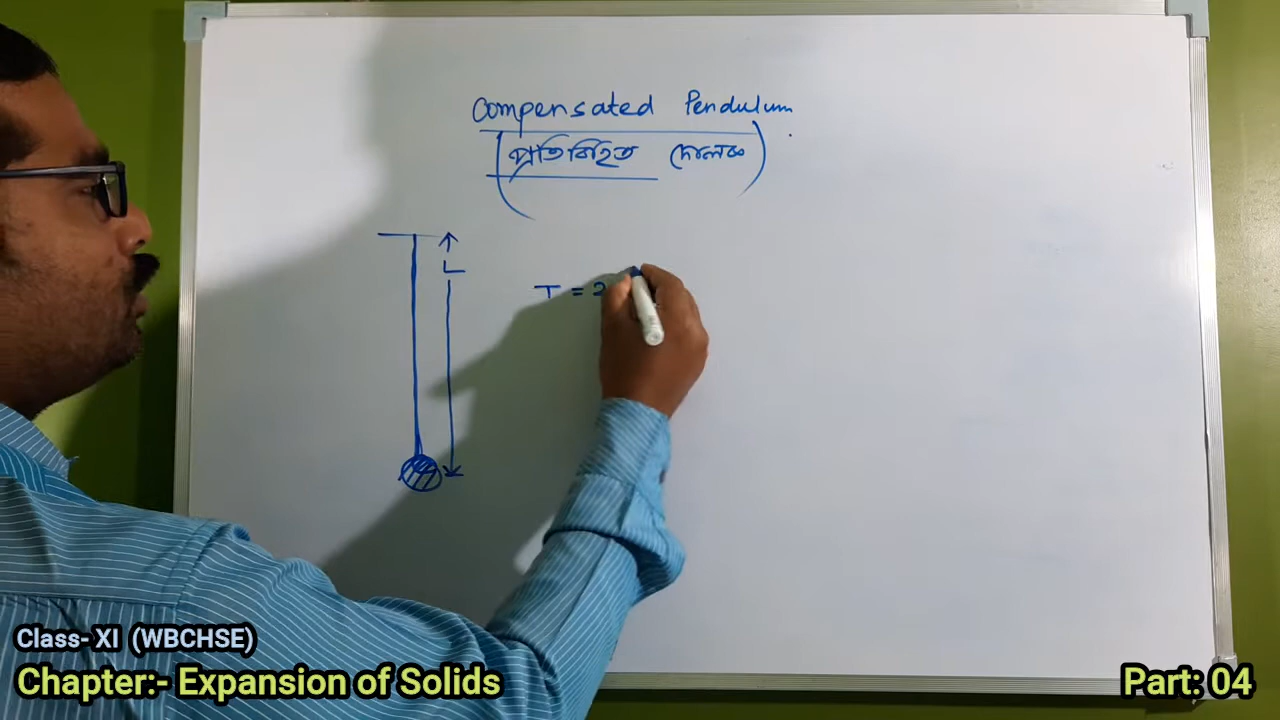 Compensated Pendulum
(প্রতিবিহিত দোলক)
L
T = 2
Class- XI (WBCHSE)
Chapter:- Expansion of Solids
Part: 04